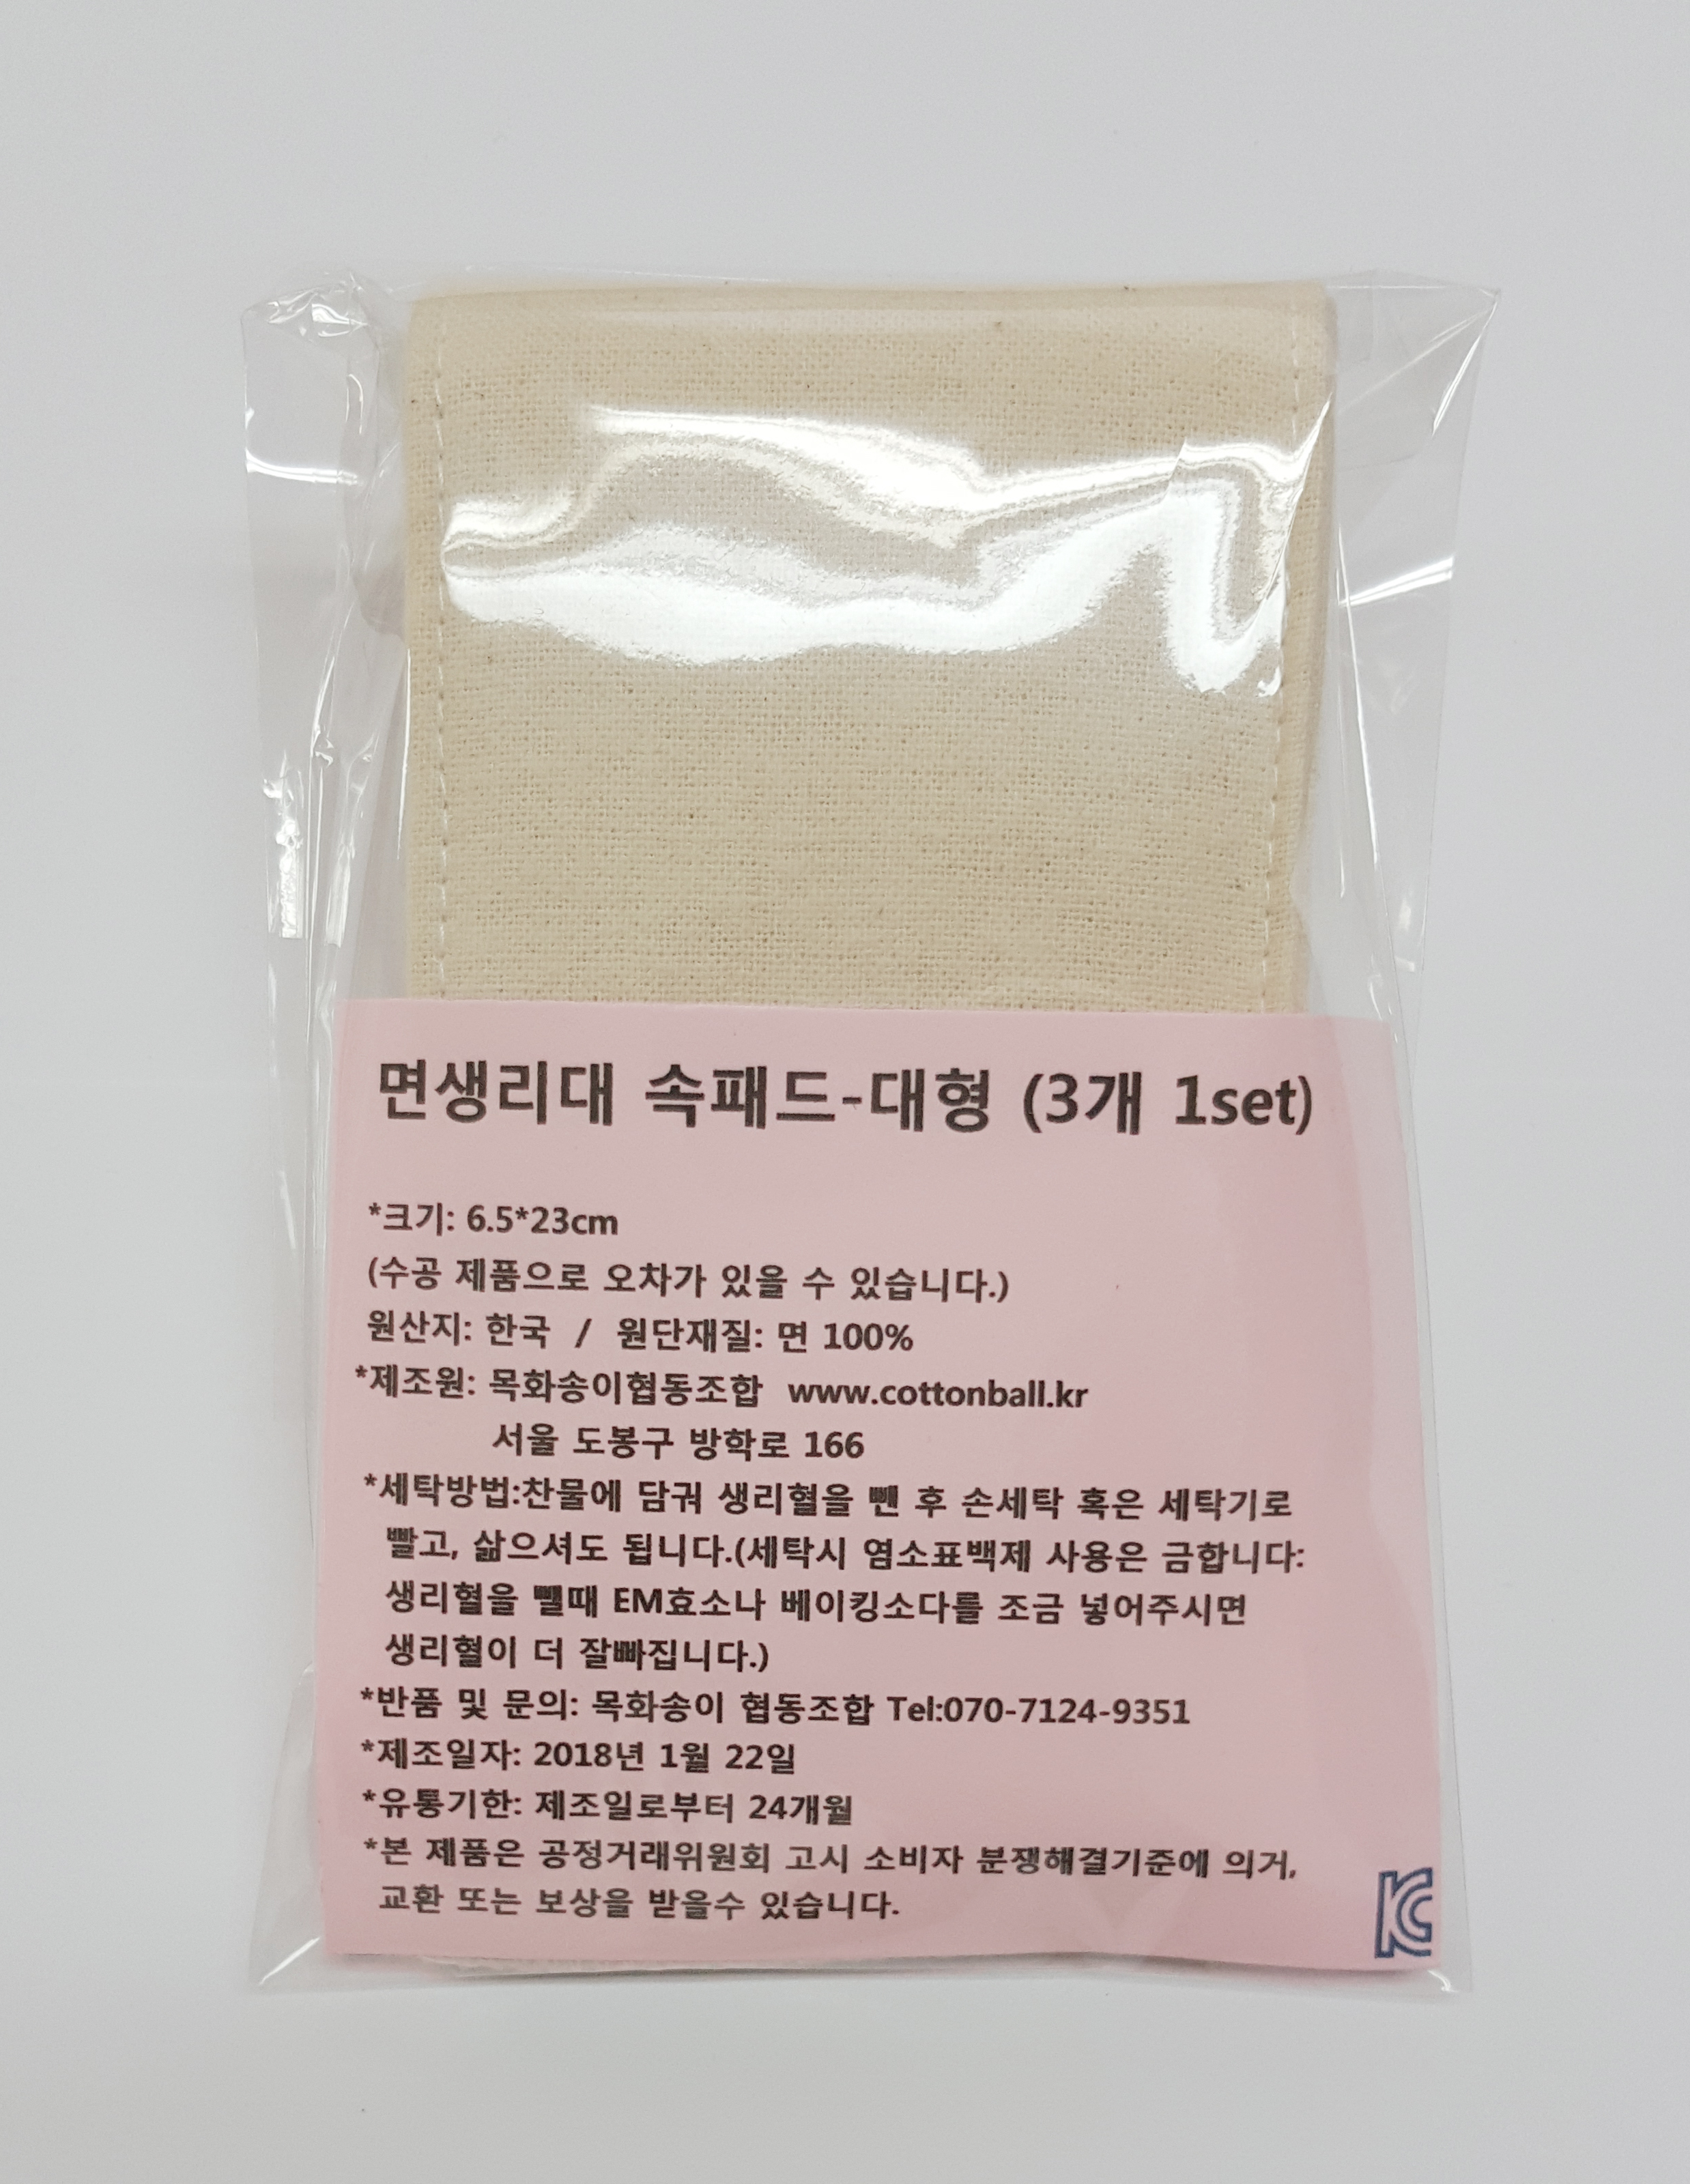 면생리대 속패드-대형 (3개 1set)
*크기: 6.5*23cm
(수공 제품으로 오차가 있을 수 있습니다.)
원산지: 한국 / 원단재질: 면 100%
*제조원: 목화송이협동조합 www.cottonball.kr
서울 도봉구 방학로 166
*세탁방법:찬물에 담궈 생리혈을 뺀 후 손세탁 혹은 세탁기로
빨고, 삶으셔도 됩니다.(세탁시 염소표백제 사용은 금합니다:
생리혈을 뺄때 EM효소나 베이킹소다를 조금 넣어주시면
생리혈이 더 잘빠집니다.)
*반품 및 문의: 목화송이 협동조합 Tel:070-7124-9351
*제조일자: 2018년 1월 22일
*유통기한: 제조일로부터 24개월
*본 제품은 공정거래위원회 고시 소비자 분쟁해결기준에 의거,
교환 또는 보상을 받을수 있습니다.
KC